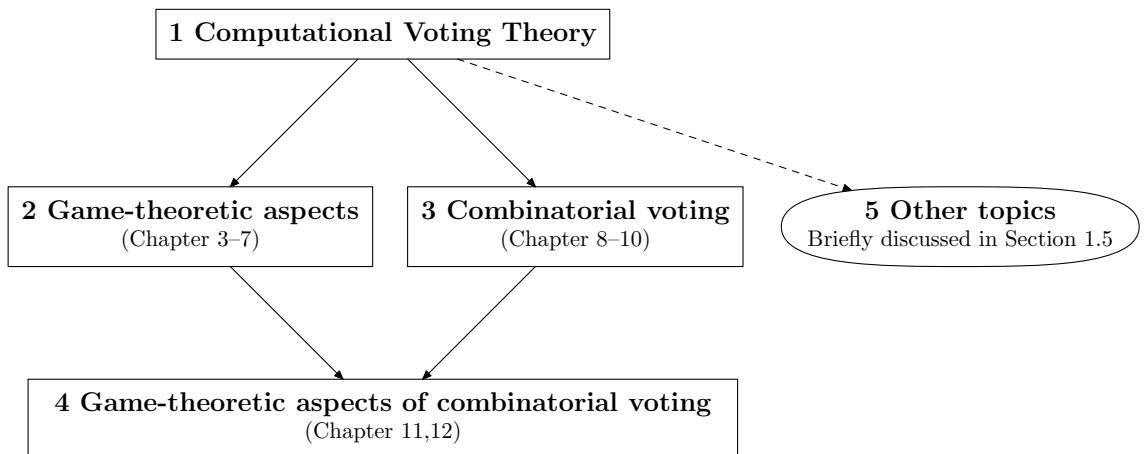 1 Computational Voting Theory
2 Game-theoretic aspects
(Chapter 3–7)
3 Combinatorial voting
(Chapter 8–10)
5 Other topics
Briefly discussed in Section 1.5
4 Game-theoretic aspects of combinatorial voting
(Chapter 11,12)